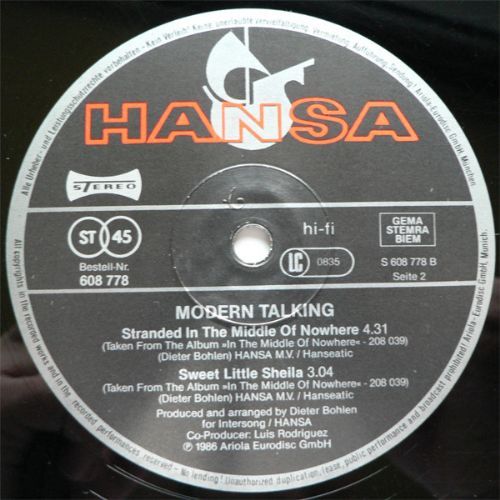 Alle Urheber- und Leistungsschutzrechte vorbehalten - Kein Verleih! Keine unerlaubte Vervielfältigung, Vermietung, Aufführung, Sendung! Ariola-Eurodisc GmbH München
HANSA
STEREO
ST 45
hi-fi
GEMA
STEMRA
BIEM
Bestell-Nr.
608 778
LC 0835
S 608 778 B
Seite 2
MODERN TALKING
Stranded In The Middle Of Nowhere 4.31
(Taken From The Album »In The Middle Of Nowhere« - 208 039)
(Dieter Bohlen) HANSA M.V. / Hanseatic
Sweet Little Sheila 3.04
(Taken From The Album »In The Middle Of Nowhere« - 208 039)
(Dieter Bohlen) HANSA M.V. / Hanseatic
Produced and arranged by Dieter Bohlen
for Intersong / HANSA
Co-Producer: Luis Rodriguez
℗ 1986 Ariola Eurodisc GmbH
All copyrights in the recorded works and in the recorded performances reserved - No lending! Unauthorized duplication, lease, public performance and broadcast prohibited! Ariola-Eurodisc GmbH, Munich.